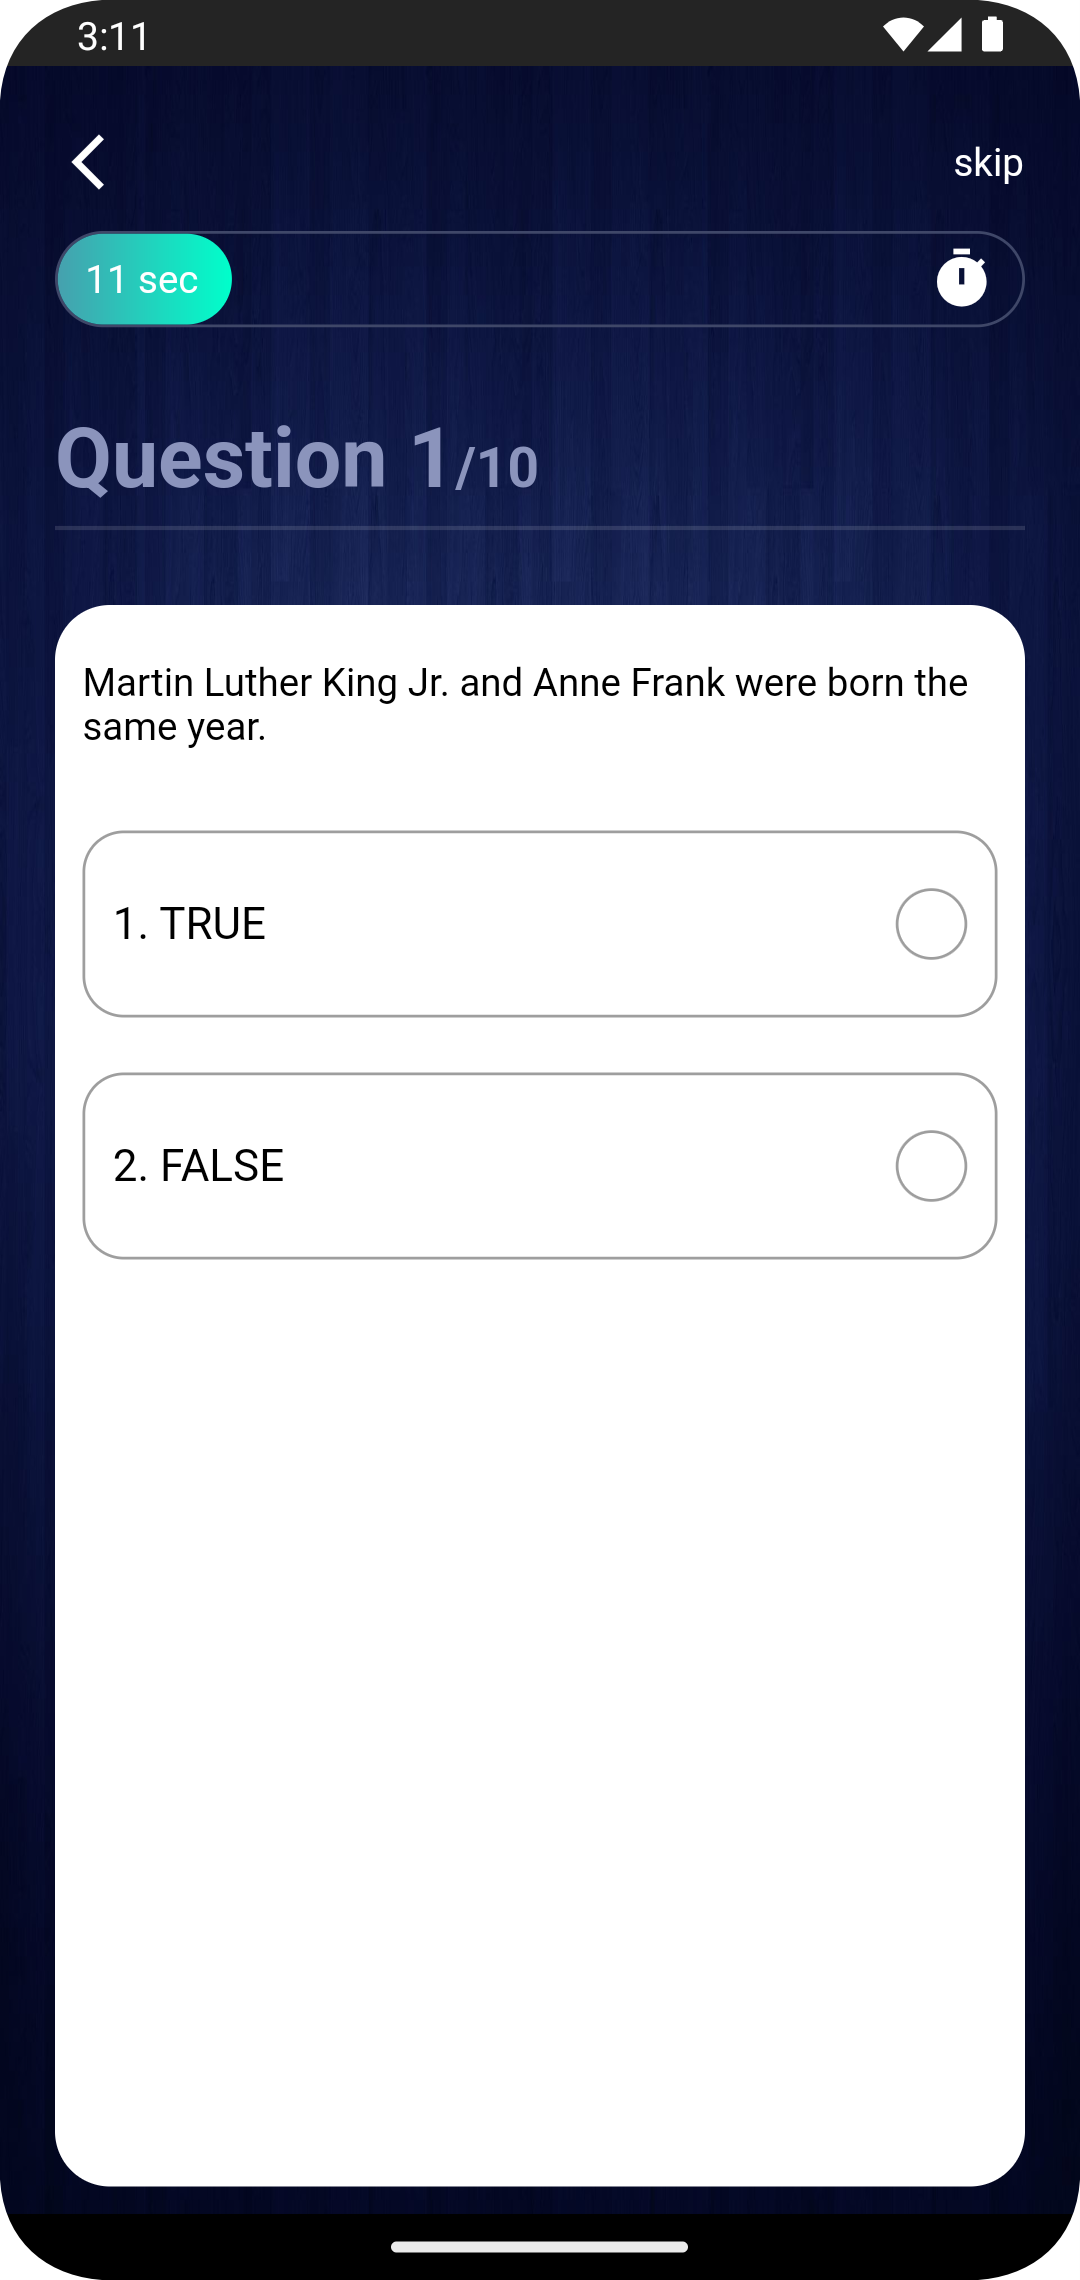 3:11
skip
11 sec
Question 1/10
Martin Luther King Jr. and Anne Frank were born the
same year.
1. TRUE
2. FALSE